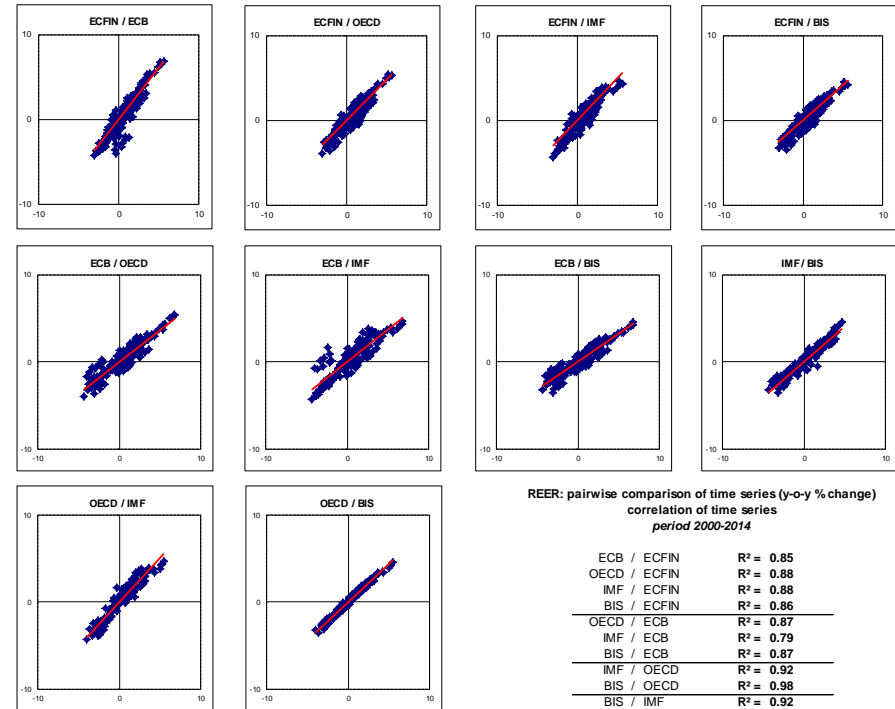 ECFIN / ECB
10
0
-10
-10 0 10
ECFIN / OECD
10
0
-10
-10 0 10
ECFIN / IMF
10
0
-10
-10 0 10
ECFIN / BIS
10
0
-10
-10 0 10
ECB / OECD
10
0
-10
-10 0 10
ECB / IMF
10
0
-10
-10 0 10
ECB / BIS
10
0
-10
-10 0 10
IMF / BIS
10
0
-10
-10 0 10
OECD / IMF
10
0
-10
-10 0 10
OECD / BIS
10
0
-10
-10 0 10
REER: pairwise comparison of time series (y-o-y % change)
correlation of time series
period 2000-2014
ECB / ECFIN R² = 0.85
OECD / ECFIN R² = 0.88
IMF / ECFIN R² = 0.88
BIS / ECFIN R² = 0.86
OECD / ECB R² = 0.87
IMF / ECB R² = 0.79
BIS / ECB R² = 0.87
IMF / OECD R² = 0.92
BIS / OECD R² = 0.98
BIS / IMF R² = 0.92